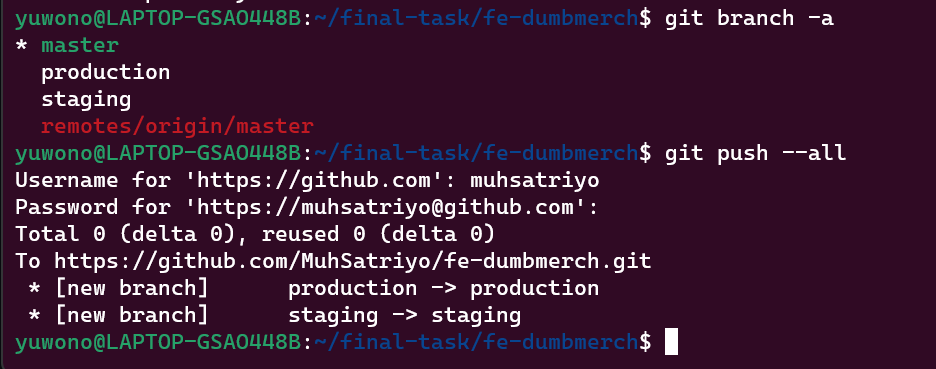 yuwono@LAPTOP-GSAO448B:~/final-task/fe-dumbmerch$ git branch -a
* master
  production
  staging
  remotes/origin/master
yuwono@LAPTOP-GSAO448B:~/final-task/fe-dumbmerch$ git push --all
Username for 'https://github.com': muhsatriyo
Password for 'https://muhsatriyo@github.com':
Total 0 (delta 0), reused 0 (delta 0)
To https://github.com/MuhSatriyo/fe-dumbmerch.git
 * [new branch]      production -> production
 * [new branch]      staging -> staging
yuwono@LAPTOP-GSAO448B:~/final-task/fe-dumbmerch$